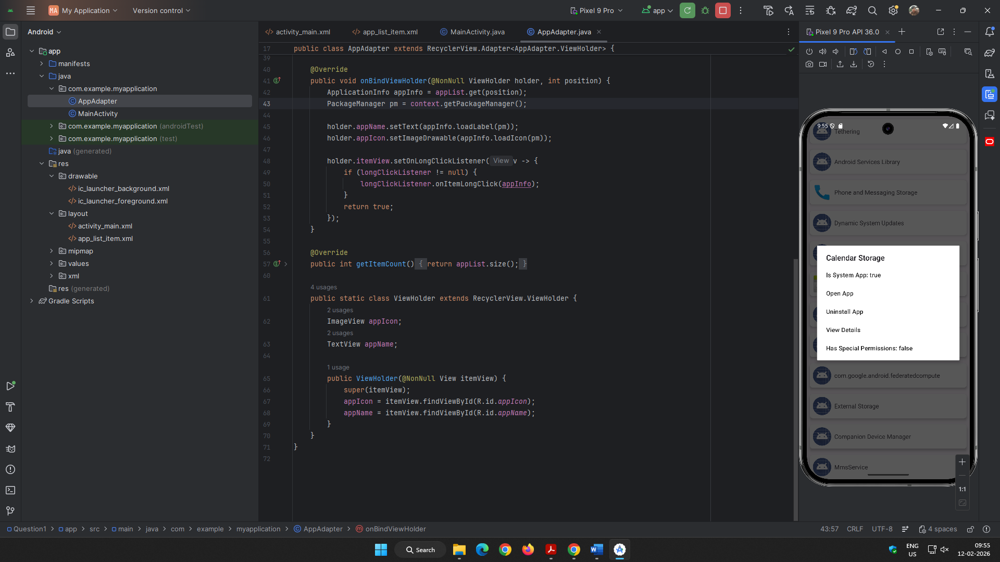 MA My Application
Version control
Pixel 9 Pro
app
Android
app
manifests
java
com.example.myapplication
AppAdapter
MainActivity
com.example.myapplication (androidTest)
com.example.myapplication (test)
java (generated)
res
drawable
ic_launcher_background.xml
ic_launcher_foreground.xml
layout
activity_main.xml
app_list_item.xml
mipmap
values
xml
res (generated)
Gradle Scripts
activity_main.xml
app_list_item.xml
MainActivity.java
AppAdapter.java
17 public class AppAdapter extends RecyclerView.Adapter<AppAdapter.ViewHolder> {
39
40 @Override
41 public void onBindViewHolder(@NonNull ViewHolder holder, int position) {
42 ApplicationInfo appInfo = appList.get(position);
43 PackageManager pm = context.getPackageManager();
44
45 holder.appName.setText(appInfo.loadLabel(pm));
46 holder.appIcon.setImageDrawable(appInfo.loadIcon(pm));
47
48 holder.itemView.setOnLongClickListener( View v -> {
49 if (longClickListener != null) {
50 longClickListener.onItemLongClick(appInfo);
51 }
52 return true;
53 });
54 }
55
56 @Override
57 public int getItemCount() { return appList.size(); }
60
4 usages
61 public static class ViewHolder extends RecyclerView.ViewHolder {
2 usages
62 ImageView appIcon;
2 usages
63 TextView appName;
64
1 usage
65 public ViewHolder(@NonNull View itemView) {
66 super(itemView);
67 appIcon = itemView.findViewById(R.id.appIcon);
68 appName = itemView.findViewById(R.id.appName);
69 }
70 }
71 }
72
Pixel 9 Pro API 36.0
9:55
Tethering
Android Services Library
Phone and Messaging Storage
Dynamic System Updates
Calendar Storage
Is System App: true
Open App
Uninstall App
View Details
Has Special Permissions: false
com.google.android.federatedcompute
External Storage
Companion Device Manager
MmsService
1:1
Question1 > app > src > main > java > com > example > myapplication > AppAdapter > onBindViewHolder
43:57 CRLF UTF-8 4 spaces
Search
ENG
US
09:55
12-02-2026